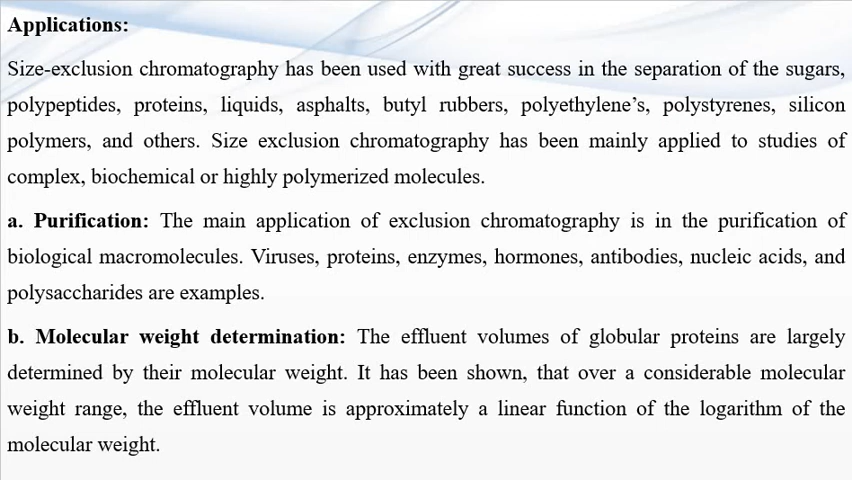 Applications:
Size-exclusion chromatography has been used with great success in the separation of the sugars,
polypeptides, proteins, liquids, asphalts, butyl rubbers, polyethylene’s, polystyrenes, silicon
polymers, and others. Size exclusion chromatography has been mainly applied to studies of
complex, biochemical or highly polymerized molecules.
a. Purification: The main application of exclusion chromatography is in the purification of
biological macromolecules. Viruses, proteins, enzymes, hormones, antibodies, nucleic acids, and
polysaccharides are examples.
b. Molecular weight determination: The effluent volumes of globular proteins are largely
determined by their molecular weight. It has been shown, that over a considerable molecular
weight range, the effluent volume is approximately a linear function of the logarithm of the
molecular weight.